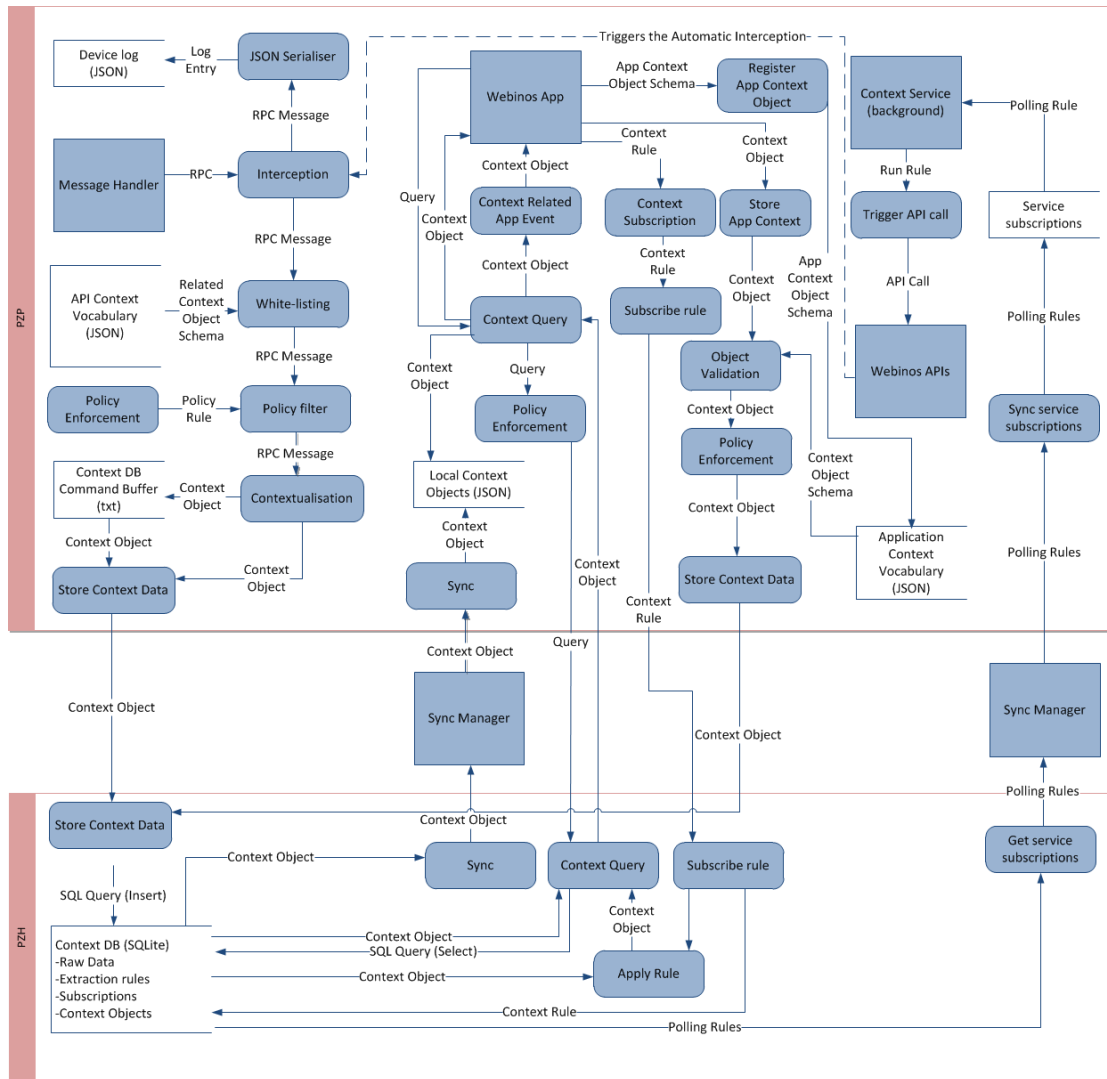 PZP
Device log
(JSON)
Log
Entry
JSON Serialiser
RPC Message
Message Handler
RPC
Interception
Triggers the Automatic Interception
RPC Message
API Context
Vocabulary
(JSON)
Related
Context
Object
Schema
White-listing
RPC Message
Policy
Enforcement
Policy
Rule
Policy filter
RPC Message
Context DB
Command Buffer
(txt)
Context
Object
Contextualisation
Context Object
Context
Object
Store Context Data
Webinos App
App Context
Object Schema
Register
App Context
Object
Query
Context
Object
Context Object
Context Related
App Event
Context Object
Context Query
Context
Rule
Context
Subscription
Context
Rule
Subscribe rule
Context
Object
Store
App Context
Context
Object
App
Context
Object
Schema
Object
Validation
Context Object
Policy
Enforcement
Context Object
Store Context Data
Context
Object
Query
Policy
Enforcement
Local Context
Objects (JSON)
Context
Object
Sync
Context
Object
Context
Rule
Query
Context
Object
Schema
Application
Context
Vocabulary
(JSON)
Context Service
(background)
Run Rule
Trigger API call
API Call
Webinos APIs
Polling Rule
Service
subscriptions
Polling Rules
Sync service
subscriptions
Polling Rules
Context Object
Context Object
Sync Manager
Context Object
Sync Manager
Polling Rules
PZH
Store Context Data
Context Object
Context Object
Sync
Context Query
Subscribe rule
Get service
subscriptions
SQL Query (Insert)
Context
Object
Context DB (SQLite)
-Raw Data
-Extraction rules
-Subscriptions
-Context Objects
Context Object
SQL Query (Select)
Context Object
Apply Rule
Context Rule
Polling Rules